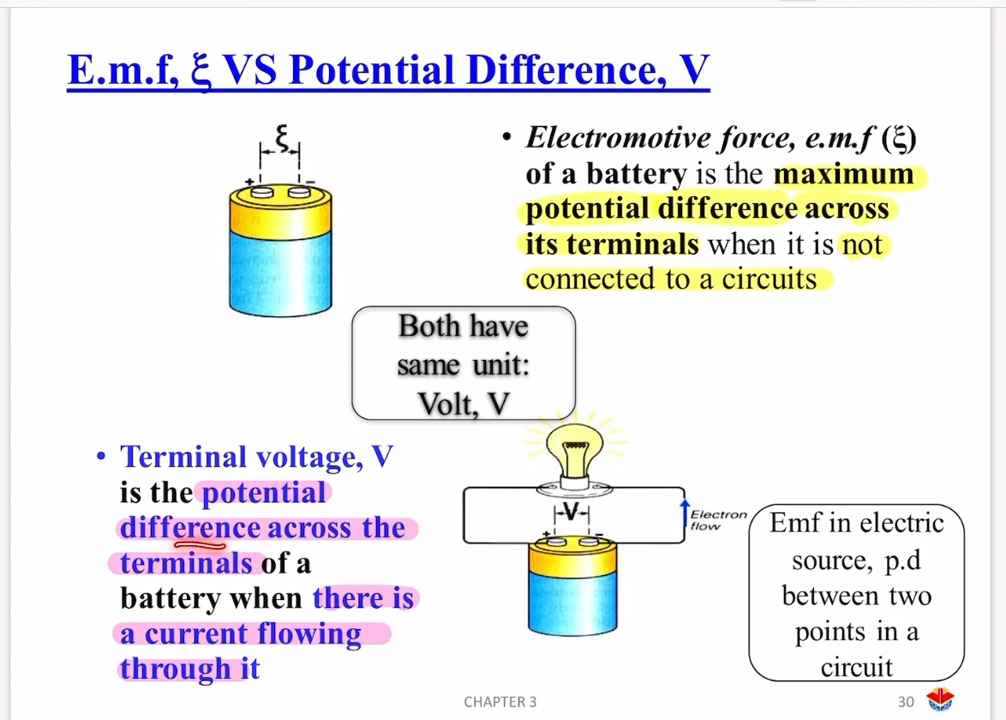 E.m.f, ξ VS Potential Difference, V
ξ
+ −
• Electromotive force, e.m.f (ξ)
of a battery is the maximum
potential difference across
its terminals when it is not
connected to a circuits
Both have
same unit:
Volt, V
• Terminal voltage, V
is the potential
difference across the
terminals of a
battery when there is
a current flowing
through it
V
+ −
Electron
flow
Emf in electric
source, p.d
between two
points in a
circuit
CHAPTER 3
30